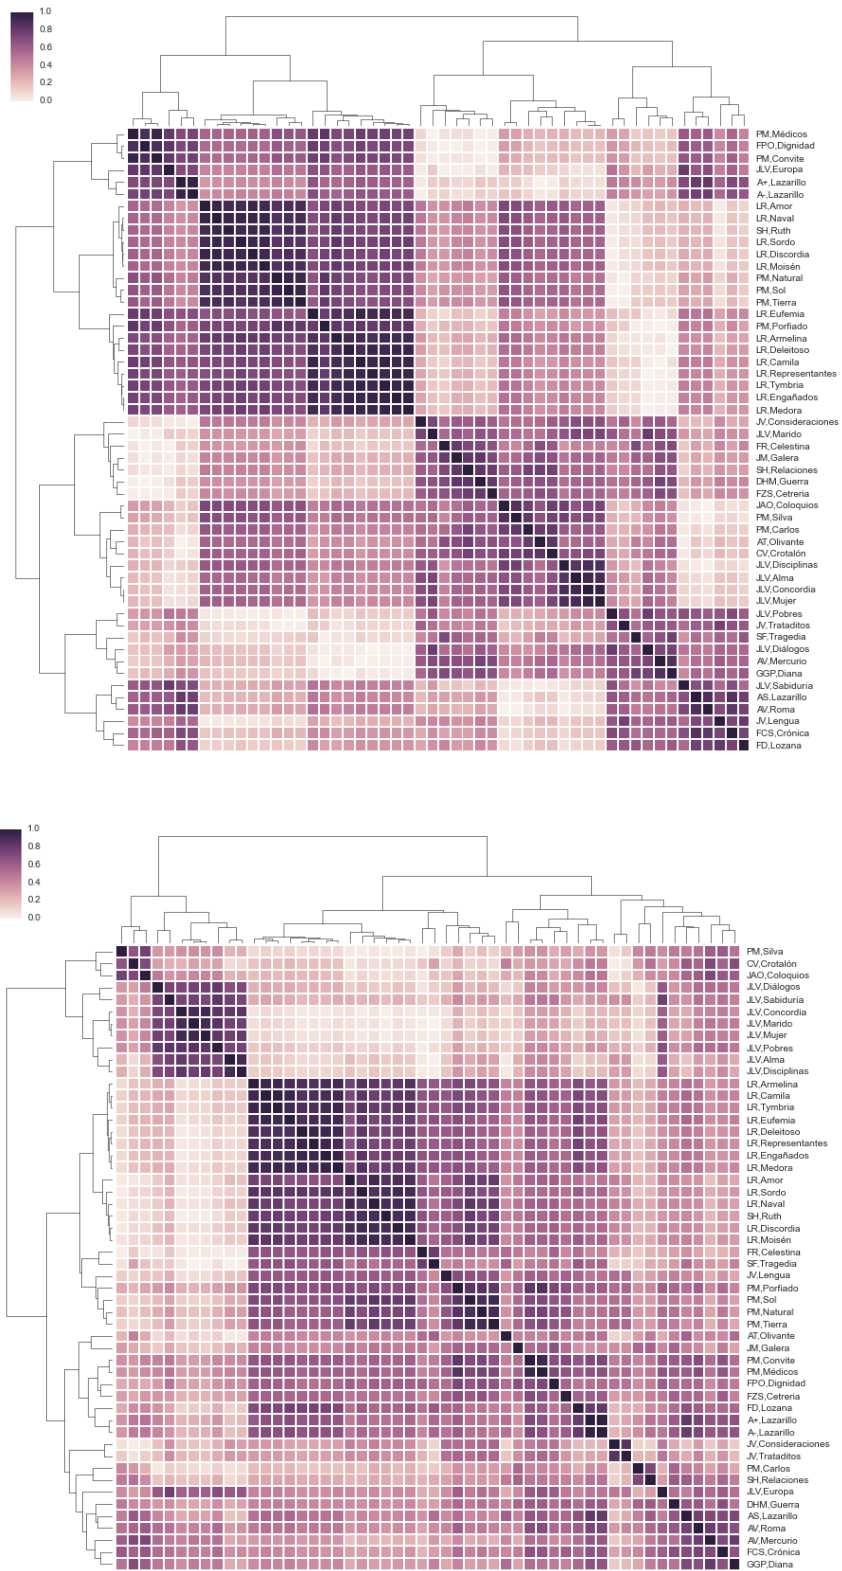 1.0
0.8
0.6
0.4
0.2
0.0
PM,Médicos
FPO,Dignidad
PM,Convite
JLV,Europa
A+,Lazarillo
A-,Lazarillo
LR,Amor
LR,Naval
SH,Ruth
LR,Sordo
LR,Discordia
LR,Moisén
PM,Natural
PM,Sol
PM,Tierra
LR,Eufemia
PM,Porfiado
LR,Armelina
LR,Deleitoso
LR,Camila
LR,Representantes
LR,Tymbria
LR,Engañados
LR,Medora
JV,Consideraciones
JLV,Marido
FR,Celestina
JM,Galera
SH,Relaciones
DHM,Guerra
FZS,Cetreria
JAO,Coloquios
PM,Silva
PM,Carlos
AT,Olivante
CV,Crotalón
JLV,Disciplinas
JLV,Alma
JLV,Concordia
JLV,Mujer
JLV,Pobres
JV,Trataditos
SF,Tragedia
JLV,Diálogos
AV,Mercurio
GGP,Diana
JLV,Sabiduria
AS,Lazarillo
AV,Roma
JV,Lengua
FCS,Crónica
FD,Lozana
1.0
0.8
0.6
0.4
0.2
0.0
PM,Silva
CV,Crotalón
JAO,Coloquios
JLV,Diálogos
JLV,Sabiduria
JLV,Concordia
JLV,Marido
JLV,Mujer
JLV,Pobres
JLV,Alma
JLV,Disciplinas
LR,Armelina
LR,Camila
LR,Tymbria
LR,Eufemia
LR,Deleitoso
LR,Representantes
LR,Engañados
LR,Medora
LR,Amor
LR,Sordo
LR,Naval
SH,Ruth
LR,Discordia
LR,Moisén
FR,Celestina
SF,Tragedia
JV,Lengua
PM,Porfiado
PM,Sol
PM,Natural
PM,Tierra
AT,Olivante
JM,Galera
PM,Convite
PM,Médicos
FPO,Dignidad
FZS,Cetreria
FD,Lozana
A+,Lazarillo
A-,Lazarillo
JV,Consideraciones
JV,Trataditos
PM,Carlos
SH,Relaciones
JLV,Europa
DHM,Guerra
AS,Lazarillo
AV,Roma
AV,Mercurio
FCS,Crónica
GGP,Diana